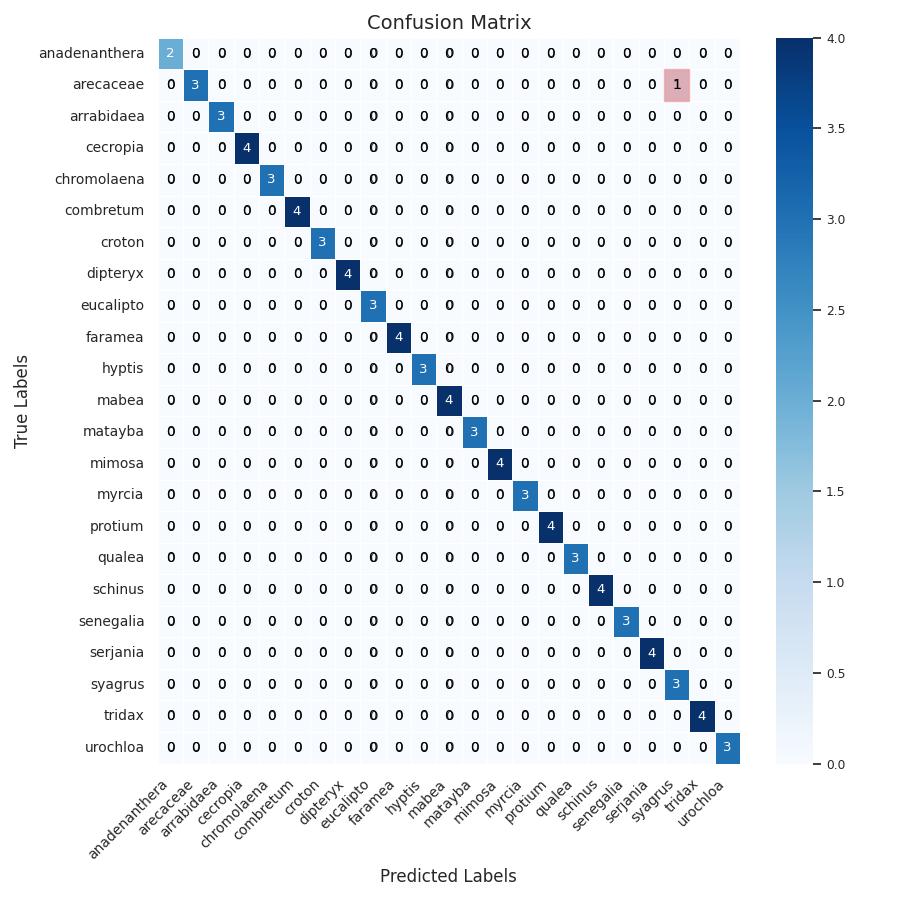 Confusion Matrix
anadenanthera 2 0 0 0 0 0 0 0 0 0 0 0 0 0 0 0 0 0 0 0 0 0 0
arecaceae 0 3 0 0 0 0 0 0 0 0 0 0 0 0 0 0 0 0 0 0 1 0 0
arrabidaea 0 0 3 0 0 0 0 0 0 0 0 0 0 0 0 0 0 0 0 0 0 0 0
cecropia 0 0 0 4 0 0 0 0 0 0 0 0 0 0 0 0 0 0 0 0 0 0 0
chromolaena 0 0 0 0 3 0 0 0 0 0 0 0 0 0 0 0 0 0 0 0 0 0 0
combretum 0 0 0 0 0 4 0 0 0 0 0 0 0 0 0 0 0 0 0 0 0 0 0
croton 0 0 0 0 0 0 3 0 0 0 0 0 0 0 0 0 0 0 0 0 0 0 0
dipteryx 0 0 0 0 0 0 0 4 0 0 0 0 0 0 0 0 0 0 0 0 0 0 0
eucalipto 0 0 0 0 0 0 0 0 3 0 0 0 0 0 0 0 0 0 0 0 0 0 0
faramea 0 0 0 0 0 0 0 0 0 4 0 0 0 0 0 0 0 0 0 0 0 0 0
hyptis 0 0 0 0 0 0 0 0 0 0 3 0 0 0 0 0 0 0 0 0 0 0 0
mabea 0 0 0 0 0 0 0 0 0 0 0 4 0 0 0 0 0 0 0 0 0 0 0
matayba 0 0 0 0 0 0 0 0 0 0 0 0 3 0 0 0 0 0 0 0 0 0 0
mimosa 0 0 0 0 0 0 0 0 0 0 0 0 0 4 0 0 0 0 0 0 0 0 0
myrcia 0 0 0 0 0 0 0 0 0 0 0 0 0 0 3 0 0 0 0 0 0 0 0
protium 0 0 0 0 0 0 0 0 0 0 0 0 0 0 0 4 0 0 0 0 0 0 0
qualea 0 0 0 0 0 0 0 0 0 0 0 0 0 0 0 0 3 0 0 0 0 0 0
schinus 0 0 0 0 0 0 0 0 0 0 0 0 0 0 0 0 0 4 0 0 0 0 0
senegalia 0 0 0 0 0 0 0 0 0 0 0 0 0 0 0 0 0 0 3 0 0 0 0
serjania 0 0 0 0 0 0 0 0 0 0 0 0 0 0 0 0 0 0 0 4 0 0 0
syagrus 0 0 0 0 0 0 0 0 0 0 0 0 0 0 0 0 0 0 0 0 3 0 0
tridax 0 0 0 0 0 0 0 0 0 0 0 0 0 0 0 0 0 0 0 0 0 4 0
urochloa 0 0 0 0 0 0 0 0 0 0 0 0 0 0 0 0 0 0 0 0 0 0 3
True Labels
anadenanthera arecaceae arrabidaea cecropia chromolaena combretum croton dipteryx eucalipto faramea hyptis mabea matayba mimosa myrcia protium qualea schinus senegalia serjania syagrus tridax urochloa
Predicted Labels
4.0
3.5
3.0
2.5
2.0
1.5
1.0
0.5
0.0